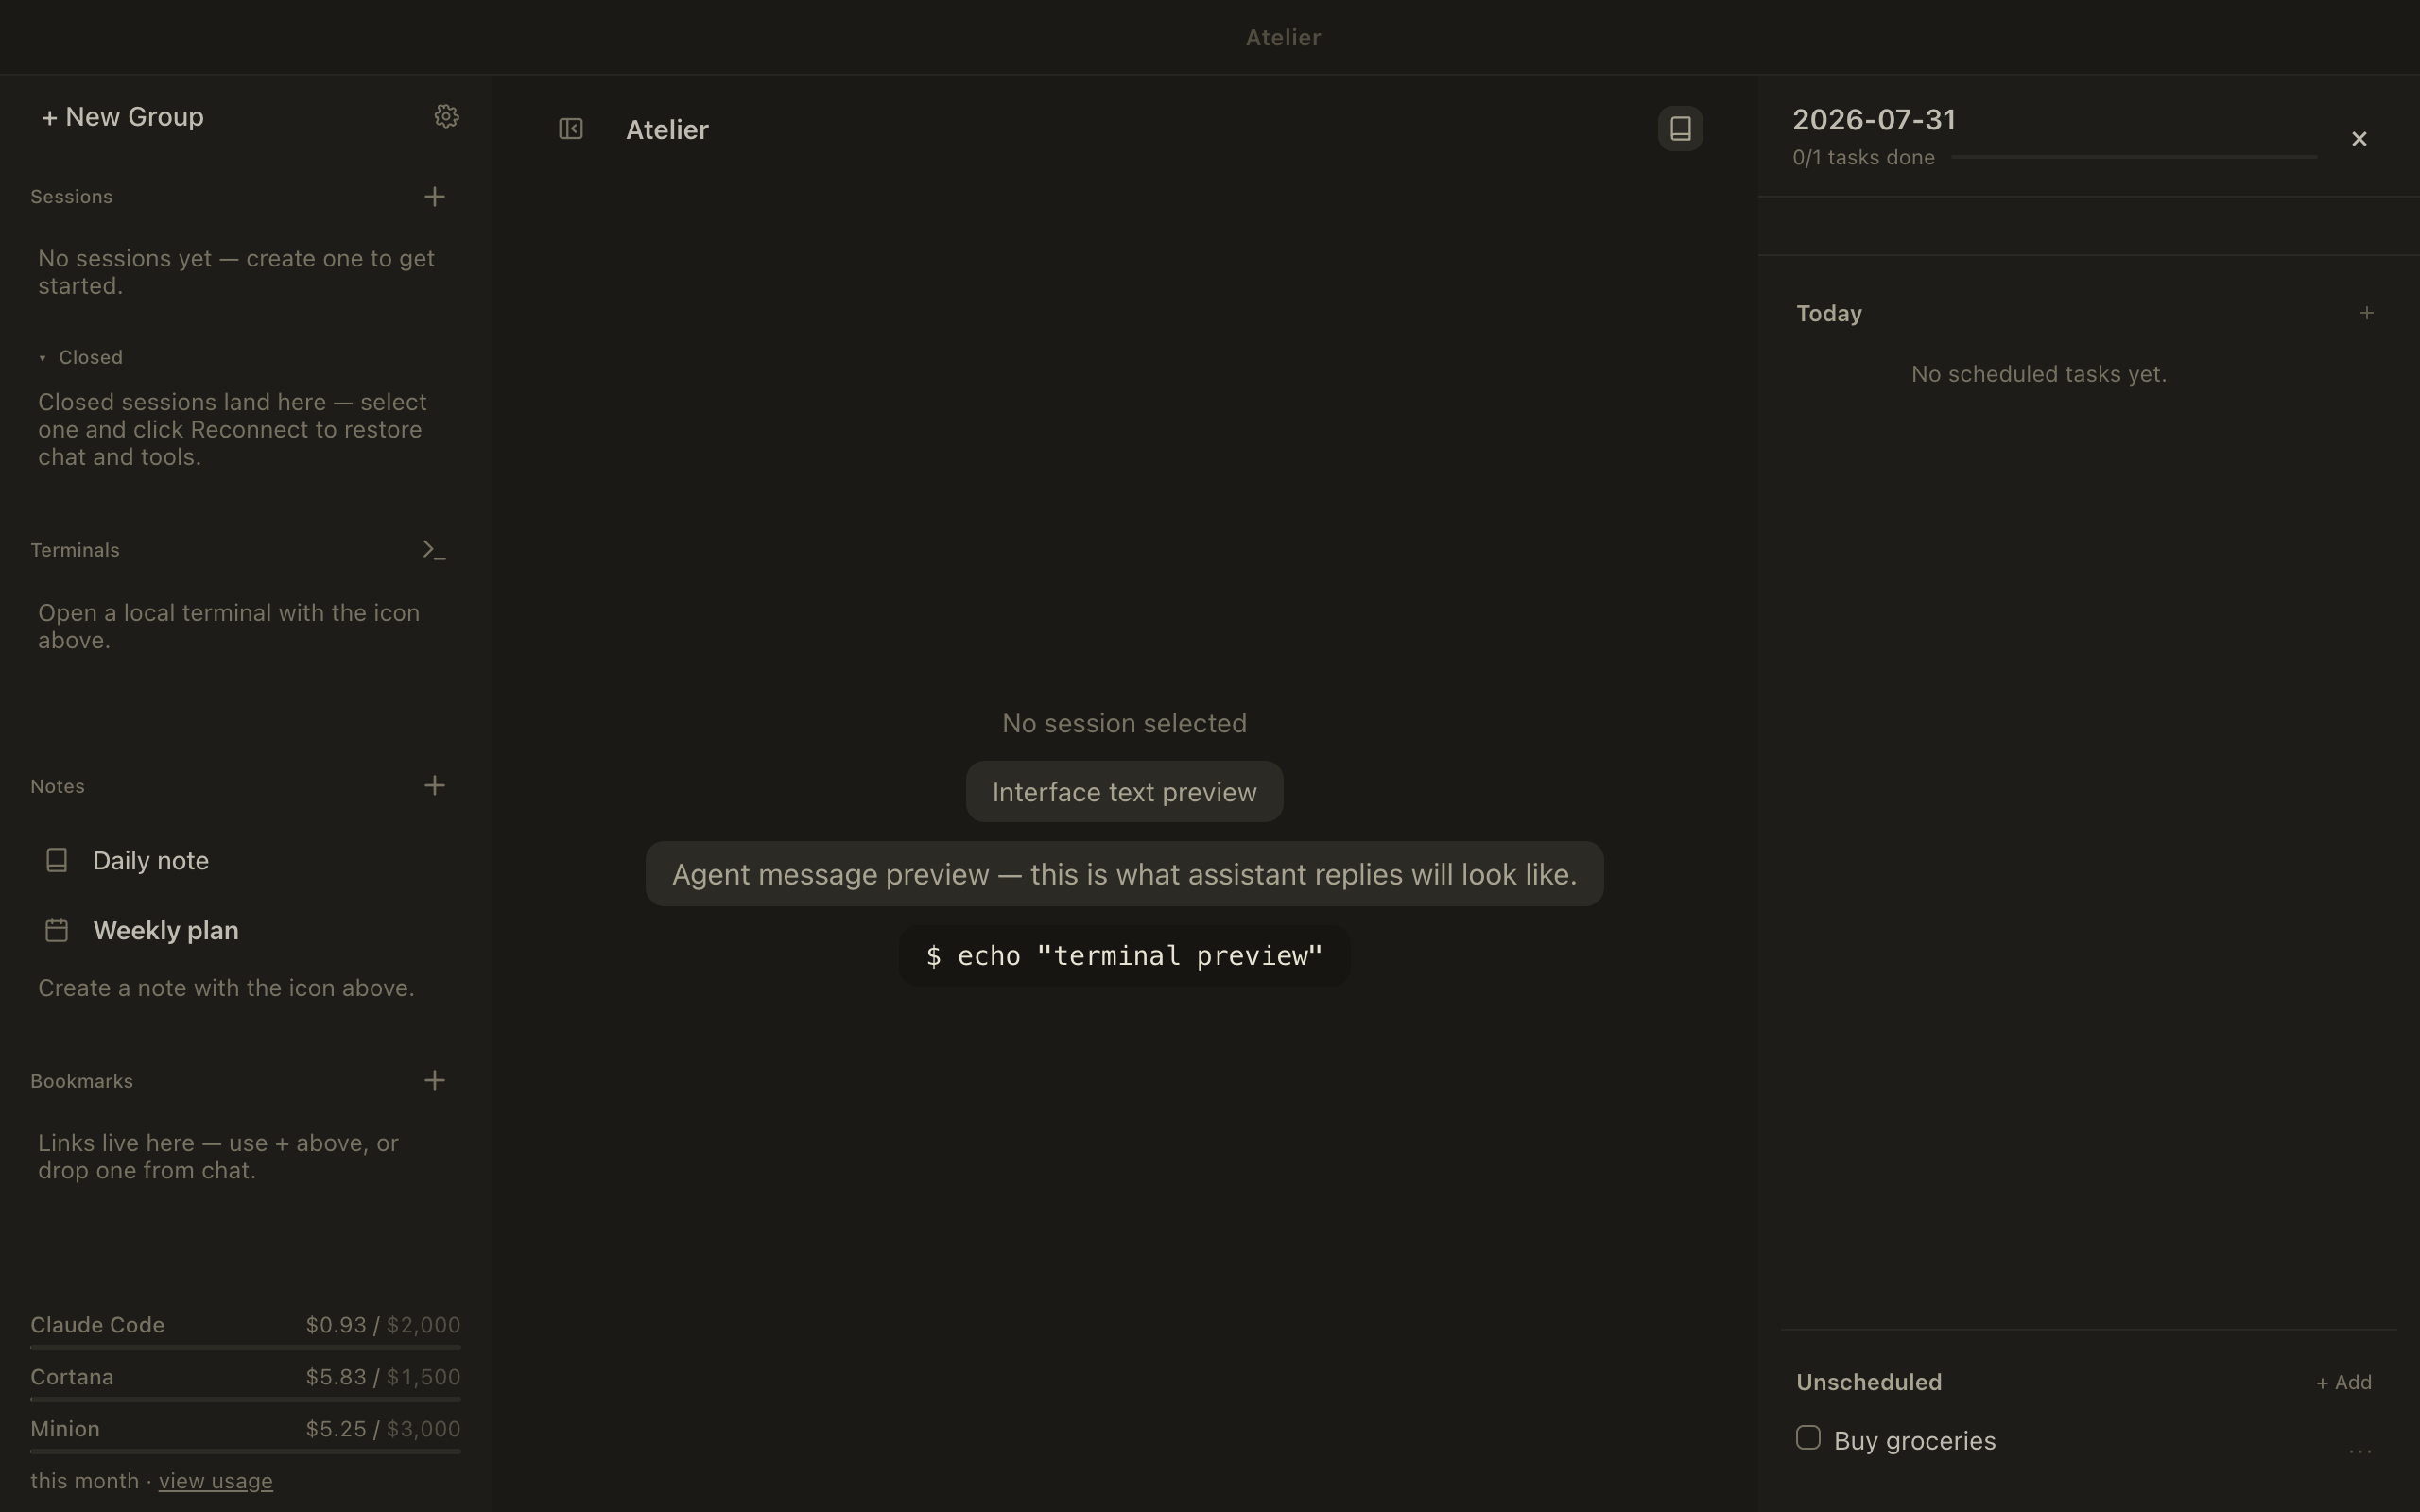 Atelier
+ New Group
Sessions
No sessions yet — create one to get
started.
▾ Closed
Closed sessions land here — select
one and click Reconnect to restore
chat and tools.
Terminals
Open a local terminal with the icon
above.
Notes
Daily note
Weekly plan
Create a note with the icon above.
Bookmarks
Links live here — use + above, or
drop one from chat.
Claude Code $0.93 / $2,000
Cortana $5.83 / $1,500
Minion $5.25 / $3,000
this month · view usage
Atelier
No session selected
Interface text preview
Agent message preview — this is what assistant replies will look like.
$ echo "terminal preview"
2026-07-31
0/1 tasks done
Today
No scheduled tasks yet.
Unscheduled + Add
Buy groceries ...